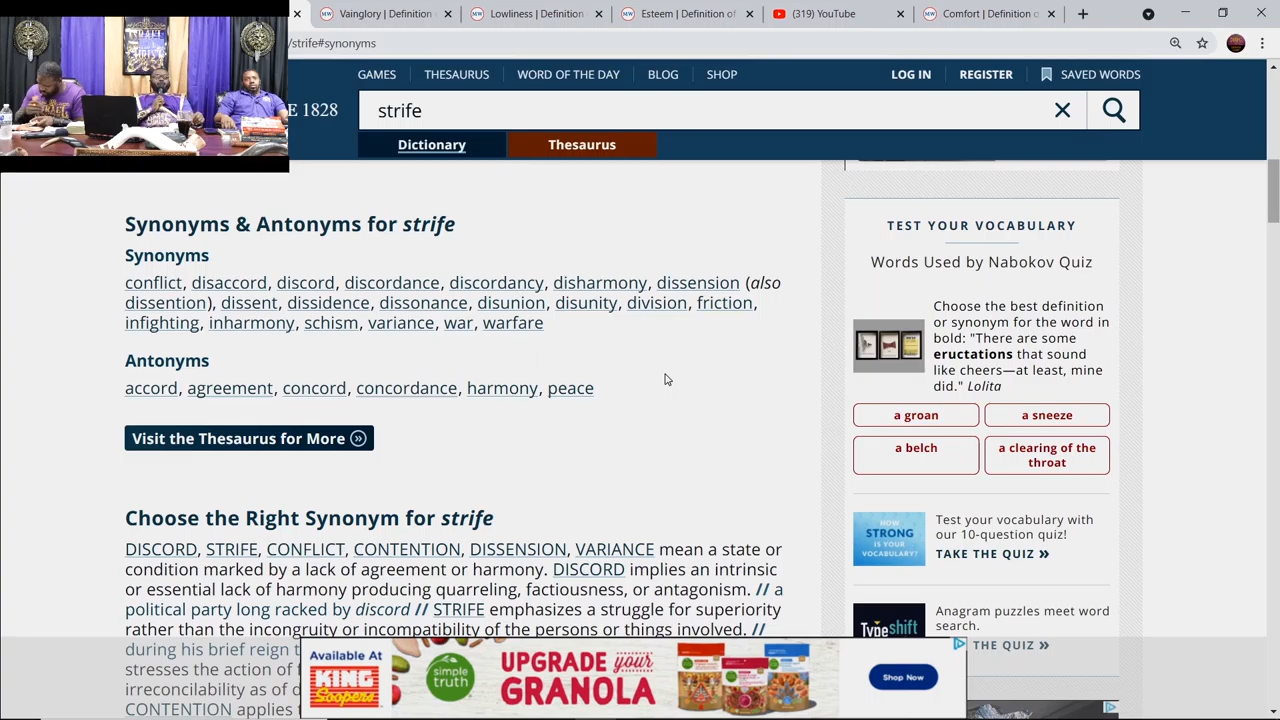 Vainglory | Definition
Lowliness | Definition
Esteem | Definition of
(319) YouTube
Comfort | Definition
/strife#synonyms
GAMES THESAURUS WORD OF THE DAY BLOG SHOP LOG IN REGISTER SAVED WORDS
E 1828
strife
Dictionary Thesaurus
Synonyms & Antonyms for strife
Synonyms
conflict, disaccord, discord, discordance, discordancy, disharmony, dissension (also
dissention), dissent, dissidence, dissonance, disunion, disunity, division, friction,
infighting, inharmony, schism, variance, war, warfare
Antonyms
accord, agreement, concord, concordance, harmony, peace
Visit the Thesaurus for More
Choose the Right Synonym for strife
DISCORD, STRIFE, CONFLICT, CONTENTION, DISSENSION, VARIANCE mean a state or
condition marked by a lack of agreement or harmony. DISCORD implies an intrinsic
or essential lack of harmony producing quarreling, factiousness, or antagonism. // a
political party long racked by discord // STRIFE emphasizes a struggle for superiority
rather than the incongruity or incompatibility of the persons or things involved. //
during his brief reign
stresses the action of
irreconcilability as of
CONTENTION applies
TEST YOUR VOCABULARY
Words Used by Nabokov Quiz
Choose the best definition
or synonym for the word in
bold: "There are some
eructations that sound
like cheers—at least, mine
did." Lolita
a groan
a sneeze
a belch
a clearing of the
throat
HOW
STRONG
IS YOUR
VOCABULARY?
Test your vocabulary with
our 10-question quiz!
TAKE THE QUIZ
TypeShift
Anagram puzzles meet word
search.
THE QUIZ
Available At
KING
Soopers
simple
truth
UPGRADE your
GRANOLA
Shop Now